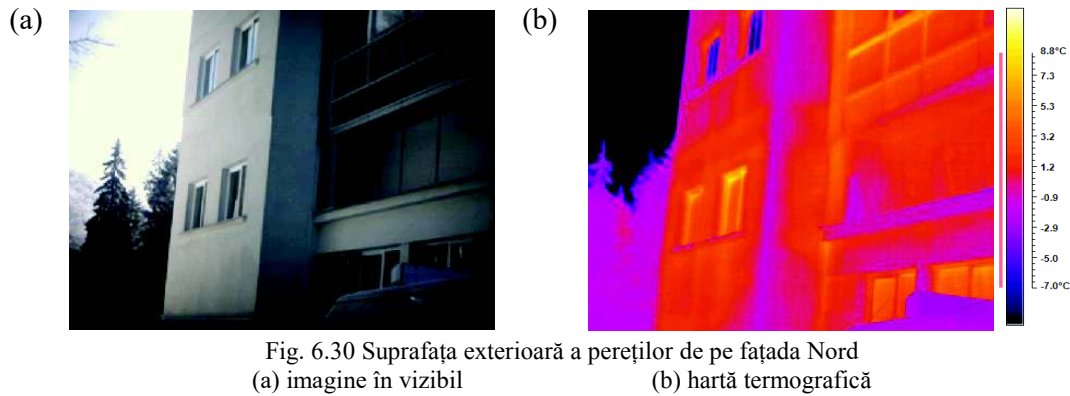 (a)
(b)
8.8°C
7.3
5.3
3.2
1.2
-0.9
-2.9
-5.0
-7.0°C
Fig. 6.30 Suprafața exterioară a pereților de pe fațada Nord
(a) imagine în vizibil (b) hartă termografică